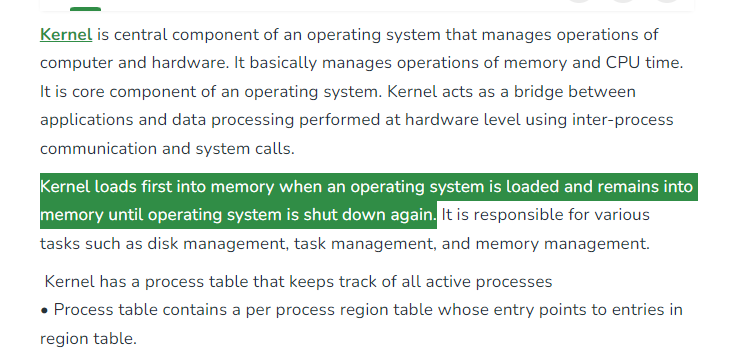 Kernel is central component of an operating system that manages operations of
computer and hardware. It basically manages operations of memory and CPU time.
It is core component of an operating system. Kernel acts as a bridge between
applications and data processing performed at hardware level using inter-process
communication and system calls.
Kernel loads first into memory when an operating system is loaded and remains into
memory until operating system is shut down again. It is responsible for various
tasks such as disk management, task management, and memory management.
Kernel has a process table that keeps track of all active processes
• Process table contains a per process region table whose entry points to entries in
region table.